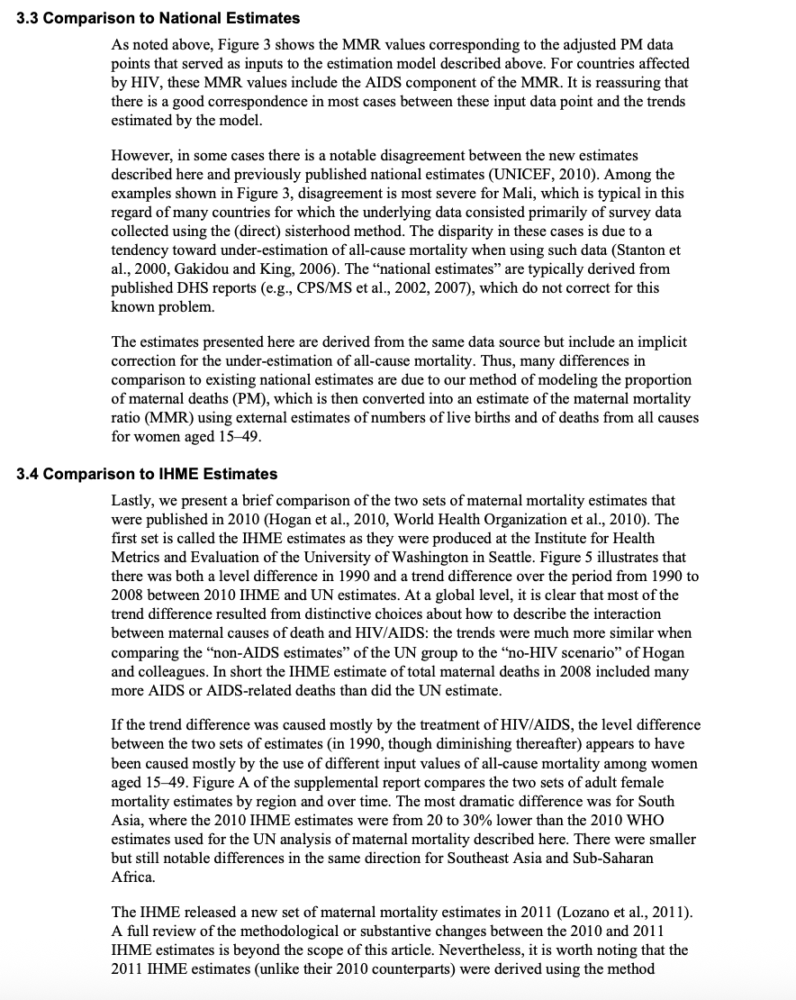 3.3 Comparison to National Estimates
As noted above, Figure 3 shows the MMR values corresponding to the adjusted PM data
points that served as inputs to the estimation model described above. For countries affected
by HIV, these MMR values include the AIDS component of the MMR. It is reassuring that
there is a good correspondence in most cases between these input data point and the trends
estimated by the model.
However, in some cases there is a notable disagreement between the new estimates
described here and previously published national estimates (UNICEF, 2010). Among the
examples shown in Figure 3, disagreement is most severe for Mali, which is typical in this
regard of many countries for which the underlying data consisted primarily of survey data
collected using the (direct) sisterhood method. The disparity in these cases is due to a
tendency toward under-estimation of all-cause mortality when using such data (Stanton et
al., 2000, Gakidou and King, 2006). The “national estimates” are typically derived from
published DHS reports (e.g., CPS/MS et al., 2002, 2007), which do not correct for this
known problem.
The estimates presented here are derived from the same data source but include an implicit
correction for the under-estimation of all-cause mortality. Thus, many differences in
comparison to existing national estimates are due to our method of modeling the proportion
of maternal deaths (PM), which is then converted into an estimate of the maternal mortality
ratio (MMR) using external estimates of numbers of live births and of deaths from all causes
for women aged 15–49.
3.4 Comparison to IHME Estimates
Lastly, we present a brief comparison of the two sets of maternal mortality estimates that
were published in 2010 (Hogan et al., 2010, World Health Organization et al., 2010). The
first set is called the IHME estimates as they were produced at the Institute for Health
Metrics and Evaluation of the University of Washington in Seattle. Figure 5 illustrates that
there was both a level difference in 1990 and a trend difference over the period from 1990 to
2008 between 2010 IHME and UN estimates. At a global level, it is clear that most of the
trend difference resulted from distinctive choices about how to describe the interaction
between maternal causes of death and HIV/AIDS: the trends were much more similar when
comparing the “non-AIDS estimates” of the UN group to the “no-HIV scenario” of Hogan
and colleagues. In short the IHME estimate of total maternal deaths in 2008 included many
more AIDS or AIDS-related deaths than did the UN estimate.
If the trend difference was caused mostly by the treatment of HIV/AIDS, the level difference
between the two sets of estimates (in 1990, though diminishing thereafter) appears to have
been caused mostly by the use of different input values of all-cause mortality among women
aged 15–49. Figure A of the supplemental report compares the two sets of adult female
mortality estimates by region and over time. The most dramatic difference was for South
Asia, where the 2010 IHME estimates were from 20 to 30% lower than the 2010 WHO
estimates used for the UN analysis of maternal mortality described here. There were smaller
but still notable differences in the same direction for Southeast Asia and Sub-Saharan
Africa.
The IHME released a new set of maternal mortality estimates in 2011 (Lozano et al., 2011).
A full review of the methodological or substantive changes between the 2010 and 2011
IHME estimates is beyond the scope of this article. Nevertheless, it is worth noting that the
2011 IHME estimates (unlike their 2010 counterparts) were derived using the method